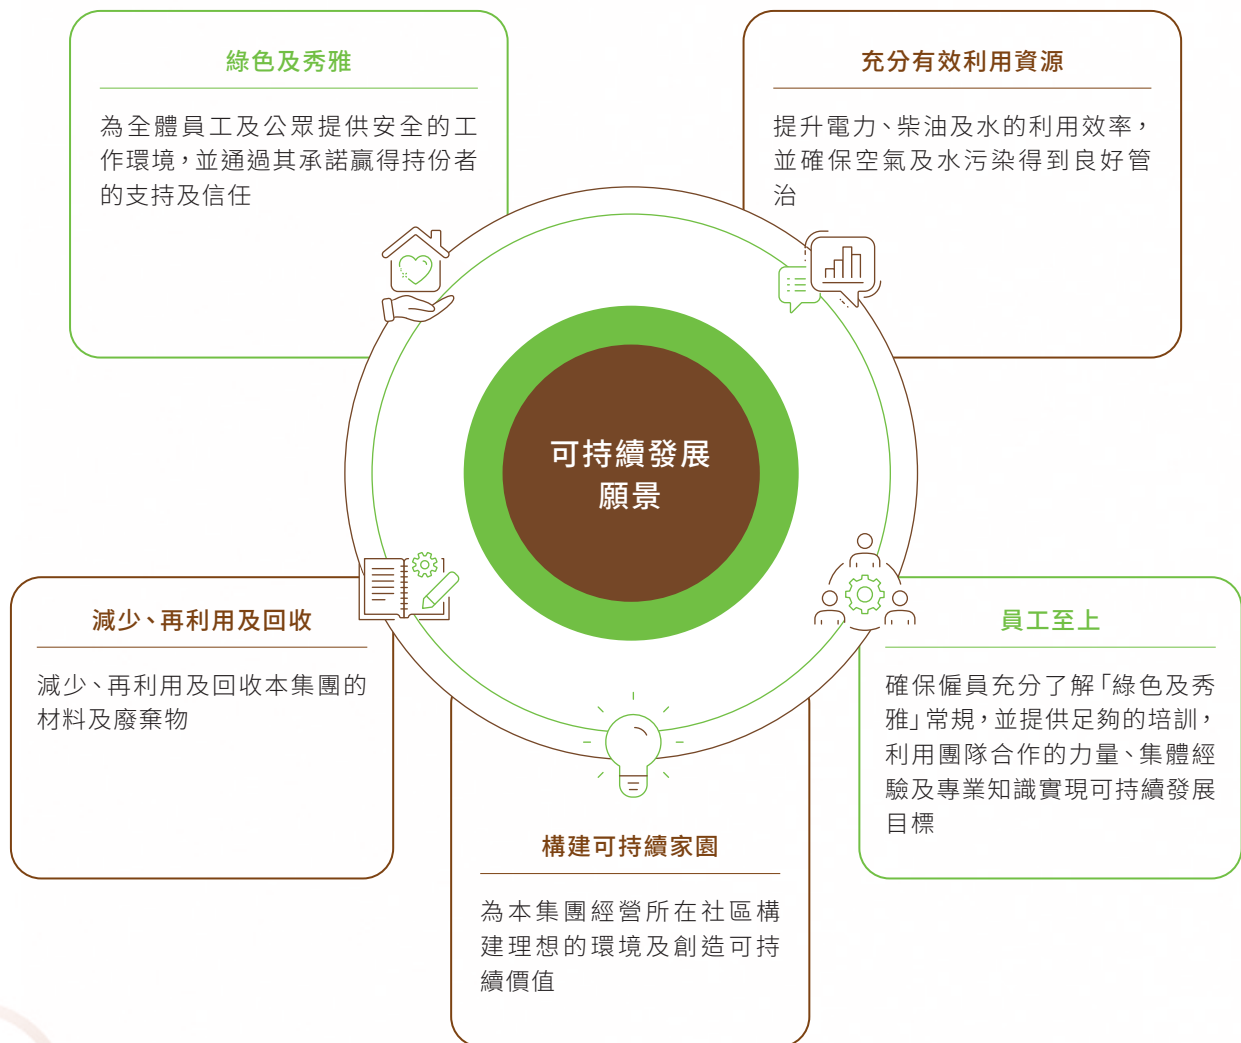 綠色及秀雅
為全體員工及公眾提供安全的工
作環境，並通過其承諾贏得持份者
的支持及信任
充分有效利用資源
提升電力、柴油及水的利用效率，
並確保空氣及水污染得到良好管
治
可持續發展
願景
減少、再利用及回收
減少、再利用及回收本集團的
材料及廢棄物
構建可持續家園
為本集團經營所在社區構
建理想的環境及創造可持
續價值
員工至上
確保僱員充分了解「綠色及秀
雅」常規，並提供足夠的培訓，
利用團隊合作的力量、集體經
驗及專業知識實現可持續發展
目標